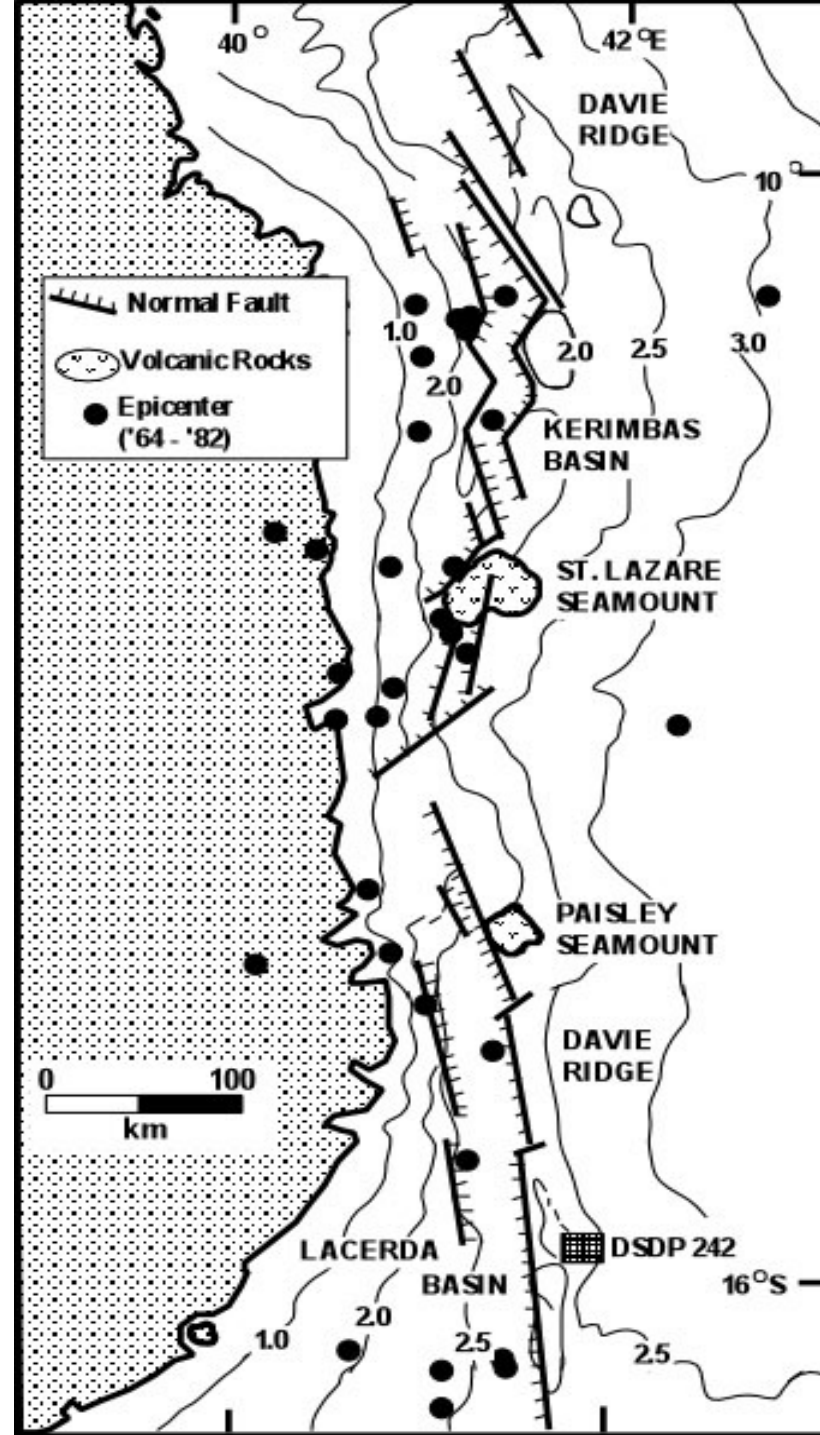 40°
42°E
DAVIE
RIDGE
10°
Normal Fault
Volcanic Rocks
Epicenter
('64 - '82)
1.0
2.0
2.0
2.5
3.0
KERIMBAS
BASIN
ST. LAZARE
SEAMOUNT
PAISLEY
SEAMOUNT
DAVIE
RIDGE
0 100
km
LACERDA
BASIN
DSDP 242
16°S
1.0
2.0
2.5
2.5